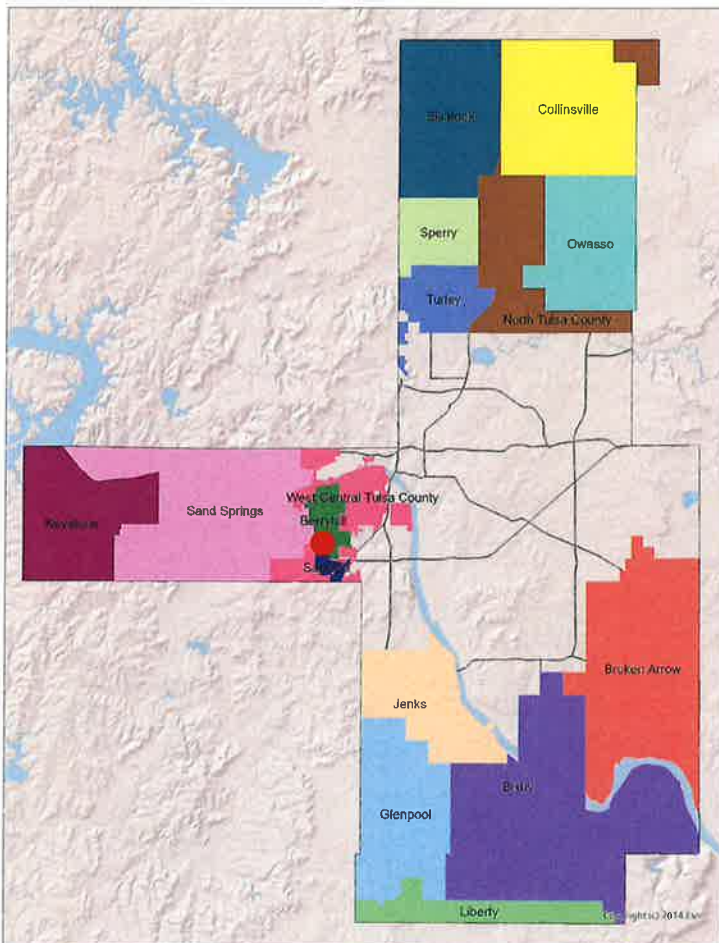 Collinsville
Sperry
Owasso
Turley
North Tulsa County
West Central Tulsa County
Sand Springs
Berryhill
Broken Arrow
Jenks
Bixby
Glenpool
Liberty